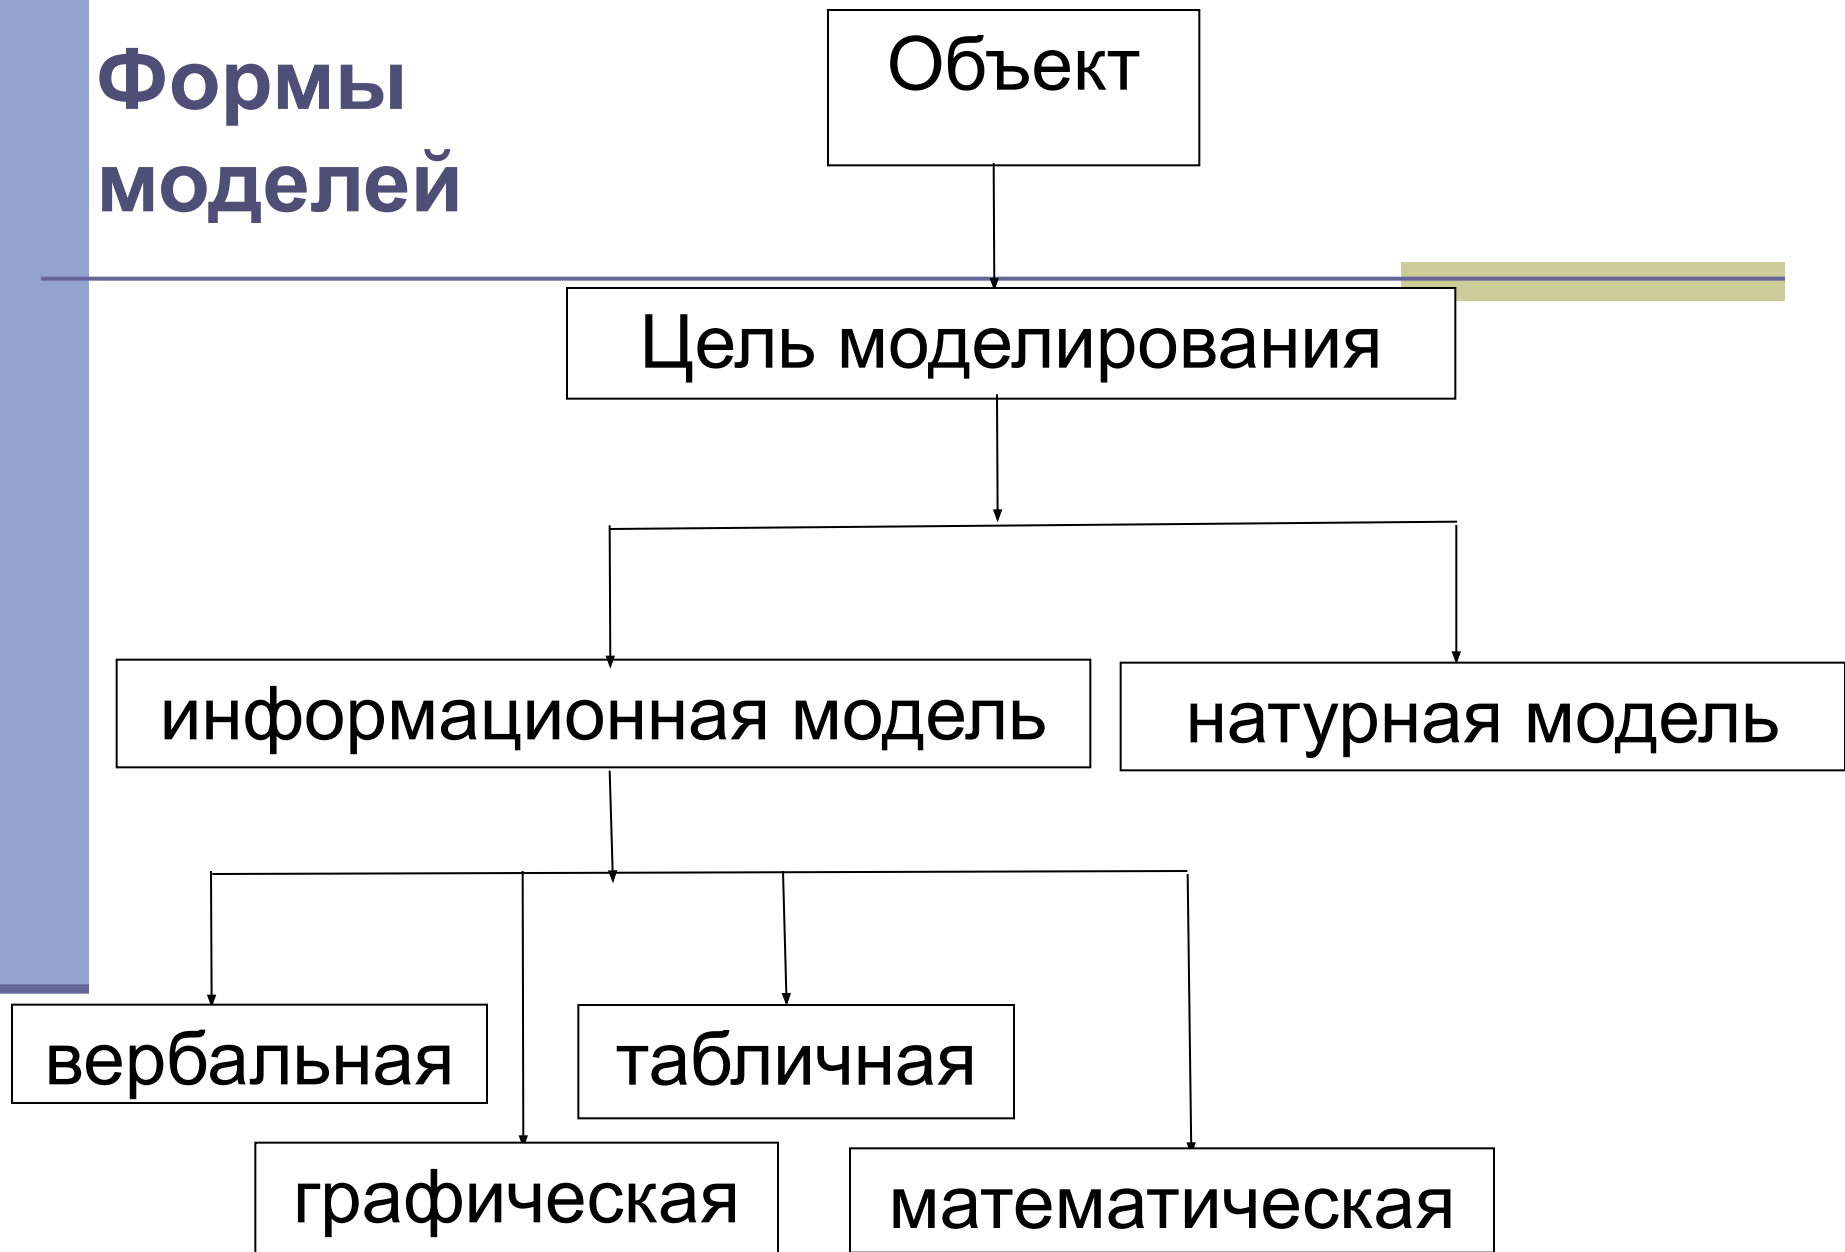 Формы
моделей
Объект
Цель моделирования
информационная модель
натурная модель
вербальная
табличная
графическая
математическая